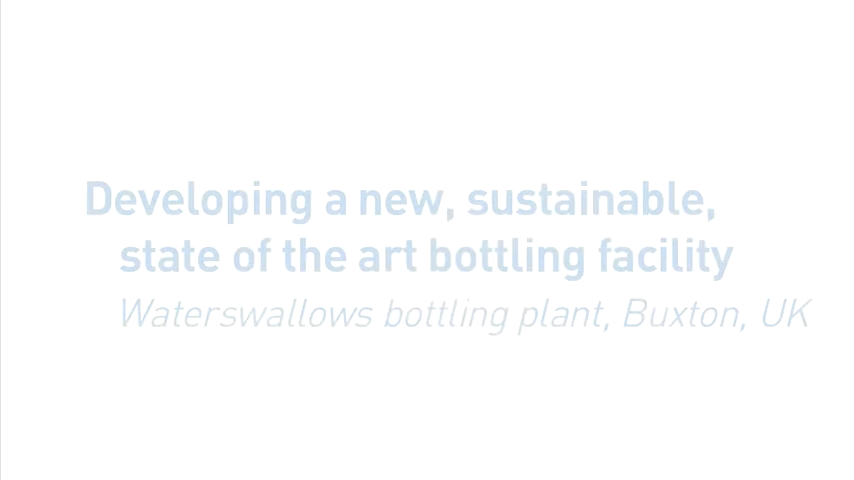 Developing a new, sustainable,
state of the art bottling facility
Waterswallows bottling plant, Buxton, UK